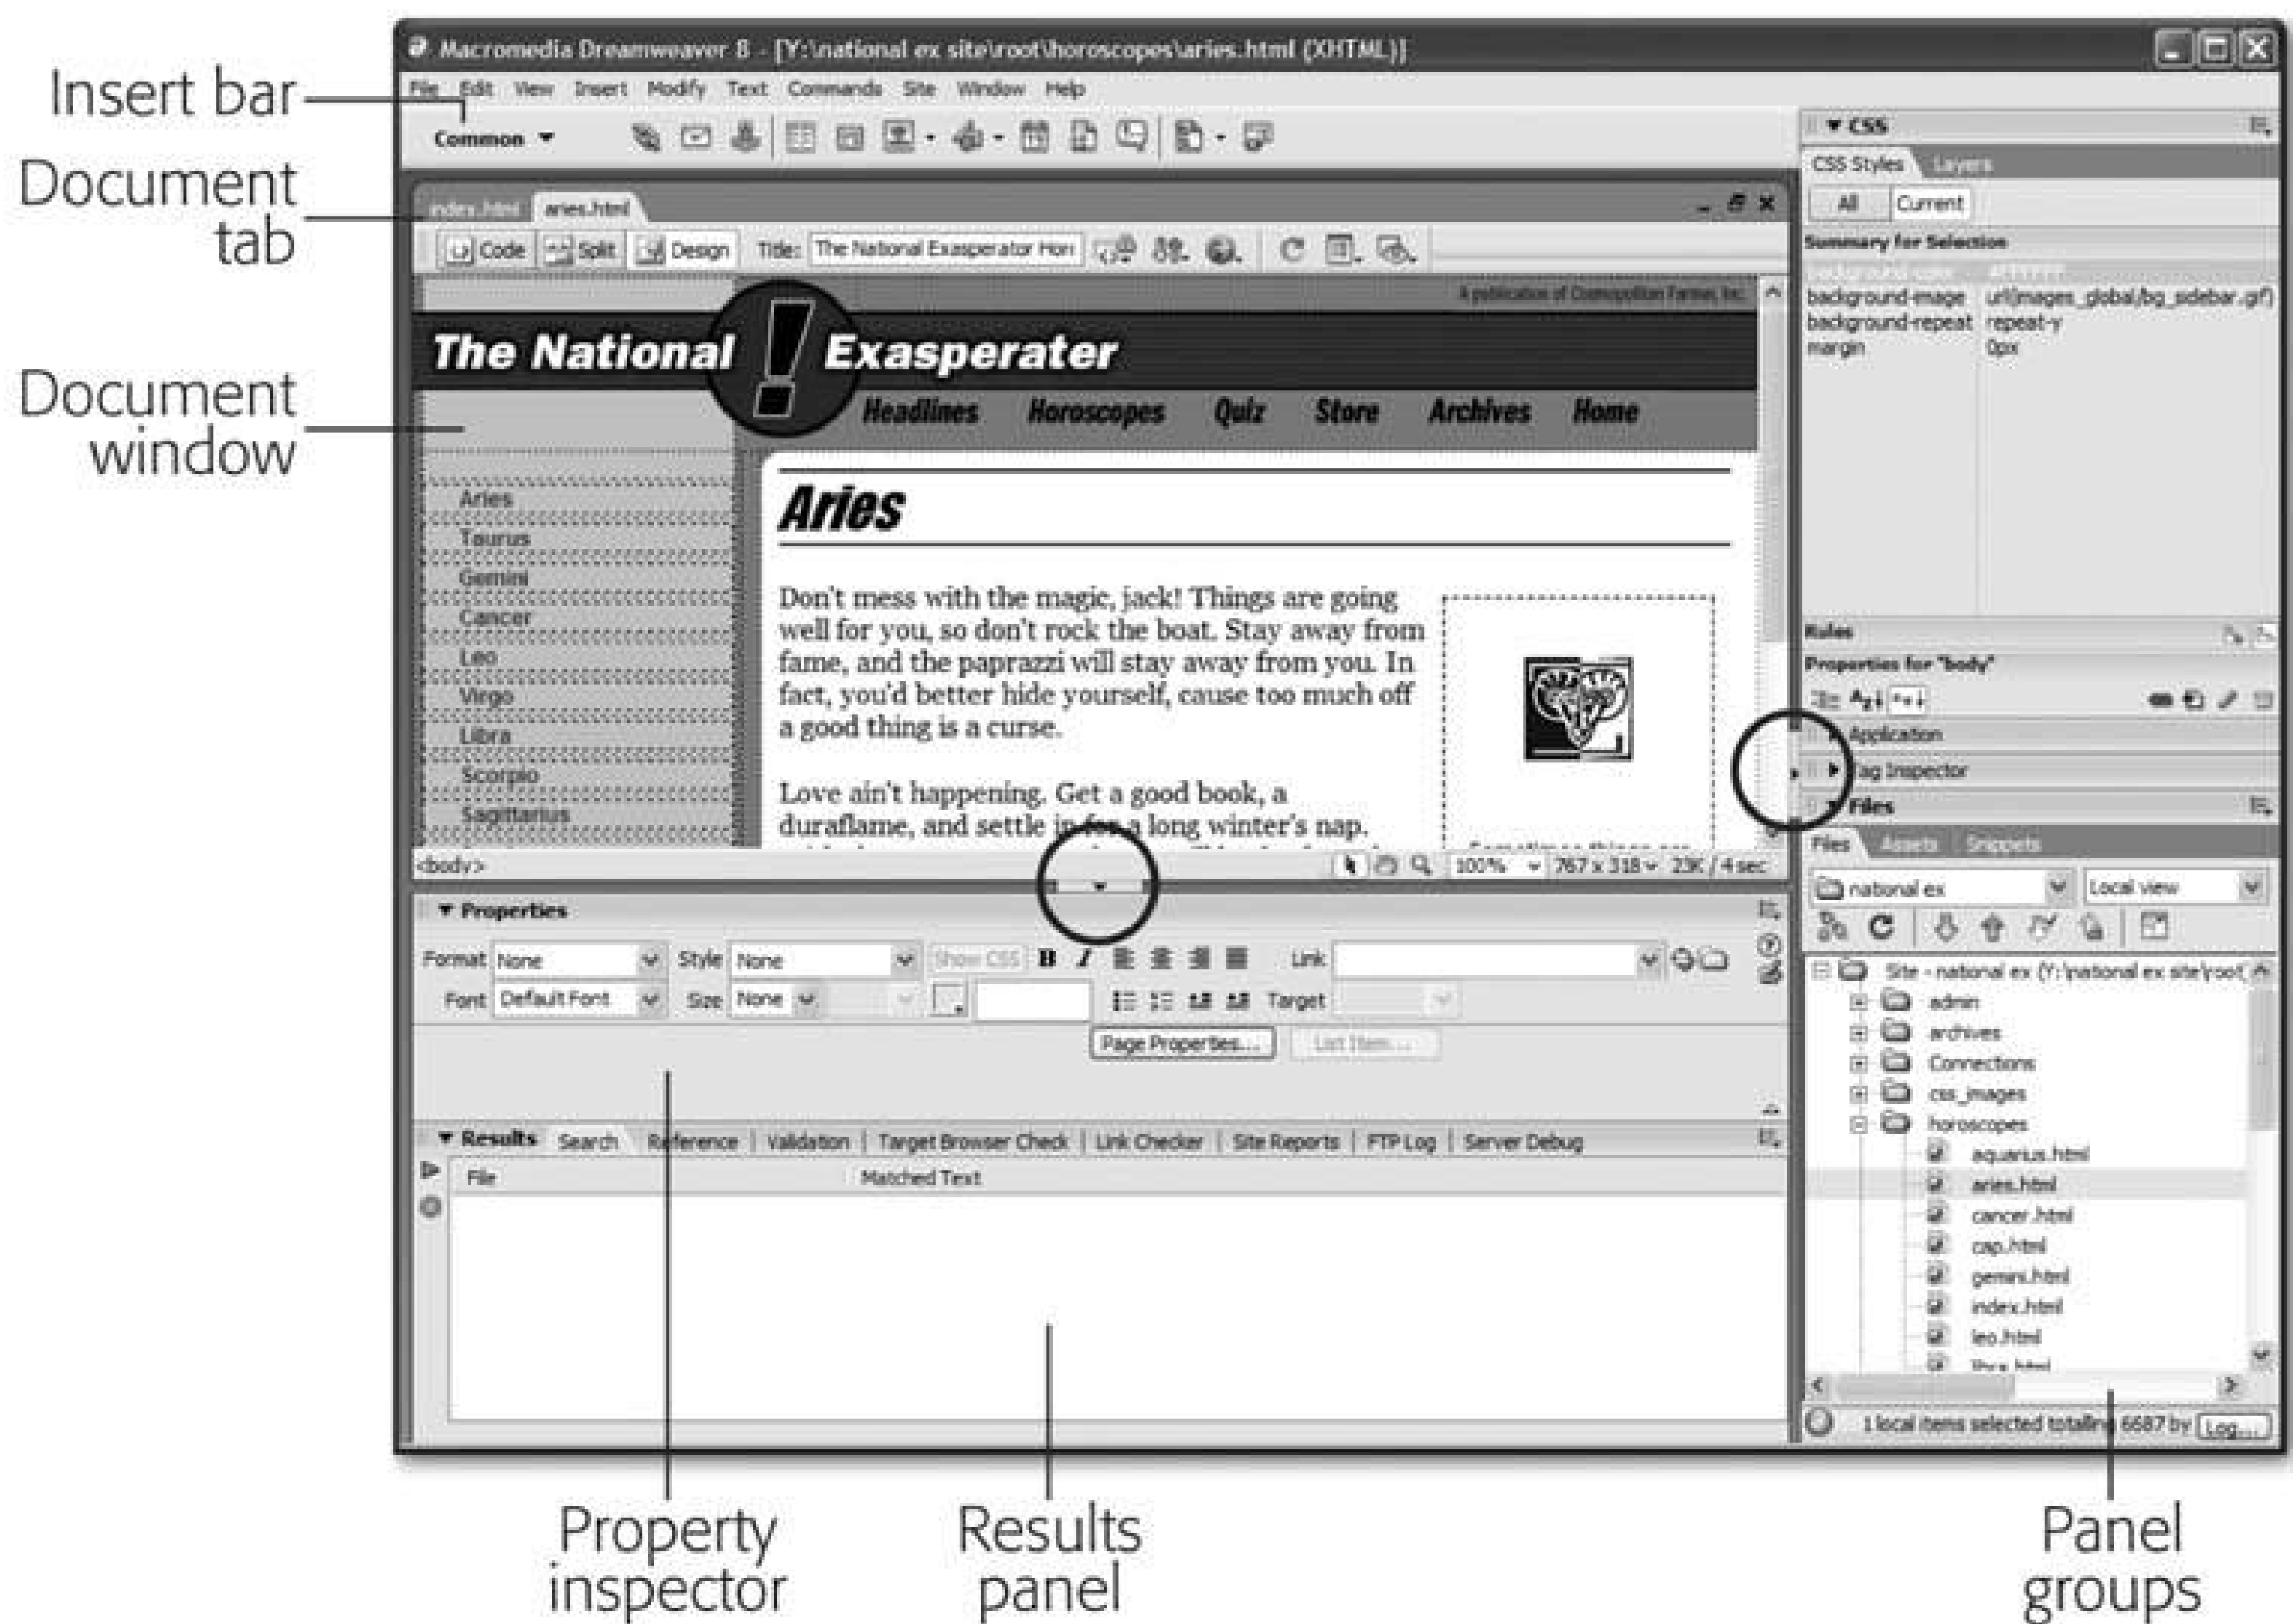 Macromedia Dreamweaver 8 - [Y:\national ex site\root\horoscopes\aries.html (XHTML)]
File Edit View Insert Modify Text Commands Site Window Help
Insert bar
Common
Document
tab
index.html aries.html
Code Split Design Title: The National Exasperator Hor
A publication of Cosmopolitan Farmer, Inc.
The National ! Exasperater
Headlines Horoscopes Quiz Store Archives Home
Document
window
Aries
Taurus
Gemini
Cancer
Leo
Virgo
Libra
Scorpio
Sagittarius
Aries
Don't mess with the magic, jack! Things are going
well for you, so don't rock the boat. Stay away from
fame, and the paprazzi will stay away from you. In
fact, you'd better hide yourself, cause too much off
a good thing is a curse.
Love ain't happening. Get a good book, a
duraflame, and settle in for a long winter's nap.
Sometimes things are
<body> 100% 767 x 318 23K / 4 sec
CSS
CSS Styles Layers
All Current
Summary for Selection
background-image url(images_global/bg_sidebar.gif)
background-repeat repeat-y
margin 0px
Rules
Properties for "body"
Application
Tag Inspector
Files
Files Assets Snippets
national ex Local view
Site - national ex (Y:\national ex site\root\
admin
archives
Connections
css_images
horoscopes
aquarius.html
aries.html
cancer.html
cap.html
gemini.html
index.html
leo.html
libra.html
1 local items selected totalling 6687 by Log...
Properties
Format None Style None Show CSS B I Link
Font Default Font Size None Target
Page Properties... List Item...
Results Search Reference Validation Target Browser Check Link Checker Site Reports FTP Log Server Debug
File Matched Text
Property
inspector
Results
panel
Panel
groups